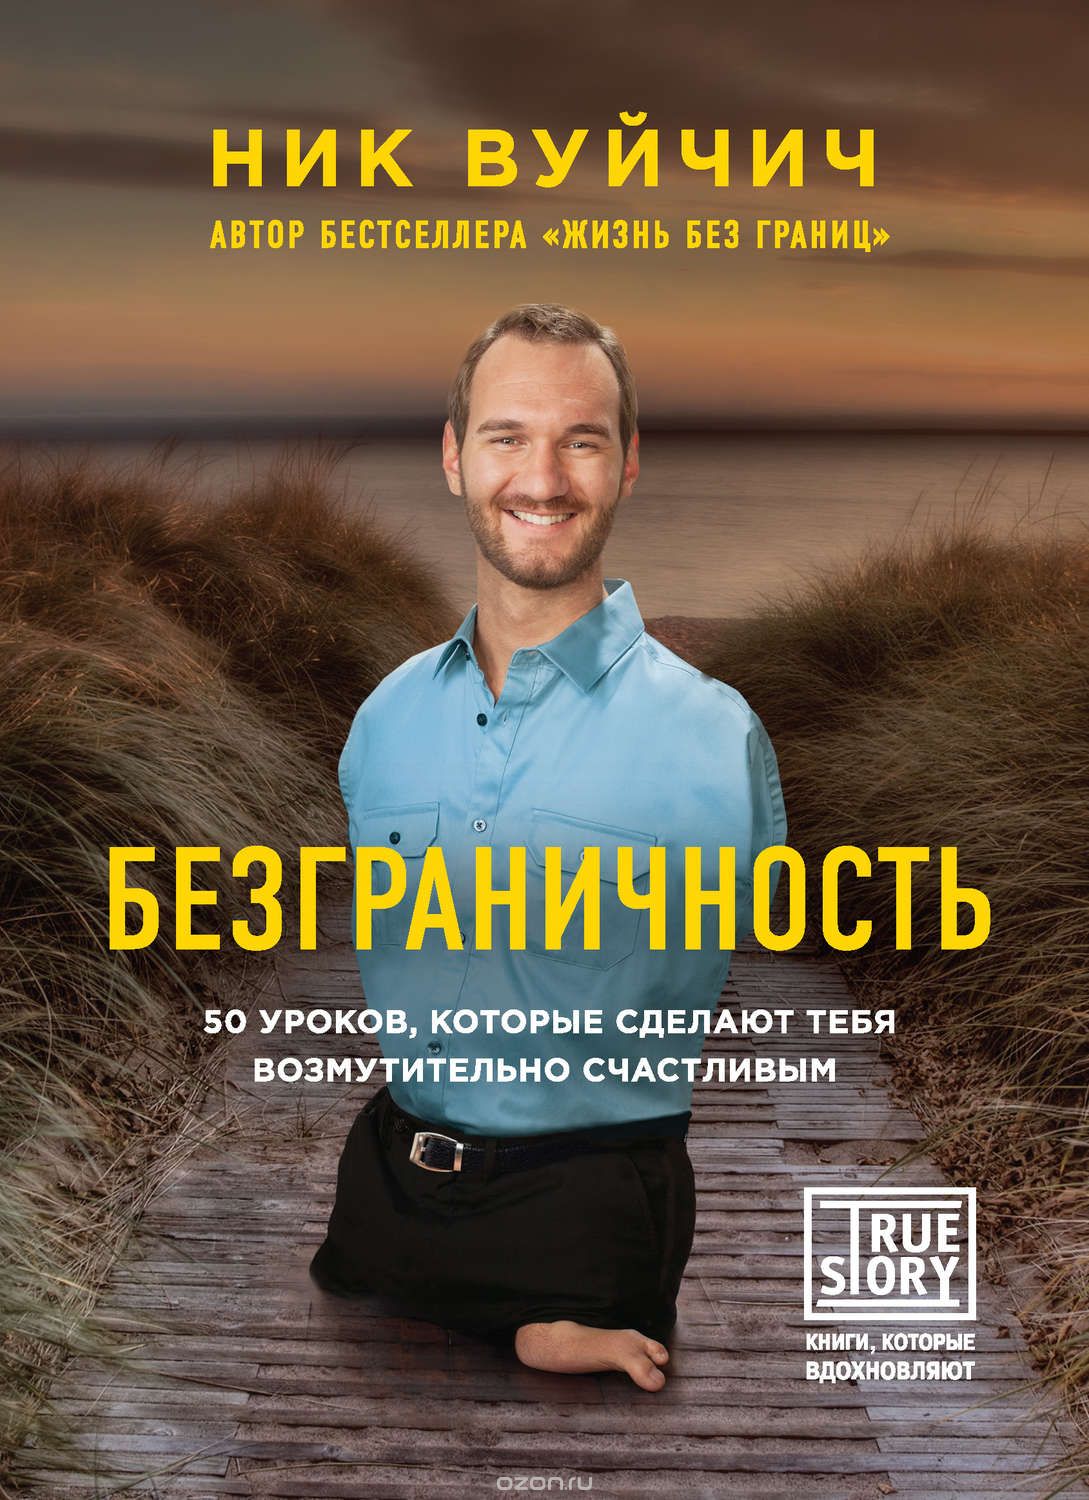 НИК ВУЙЧИЧ
АВТОР БЕСТСЕЛЛЕРА «ЖИЗНЬ БЕЗ ГРАНИЦ»
БЕЗГРАНИЧНОСТЬ
50 УРОКОВ, КОТОРЫЕ СДЕЛАЮТ ТЕБЯ
ВОЗМУТИТЕЛЬНО СЧАСТЛИВЫМ
TRUE
STORY
КНИГИ, КОТОРЫЕ
ВДОХНОВЛЯЮТ
ozon.ru